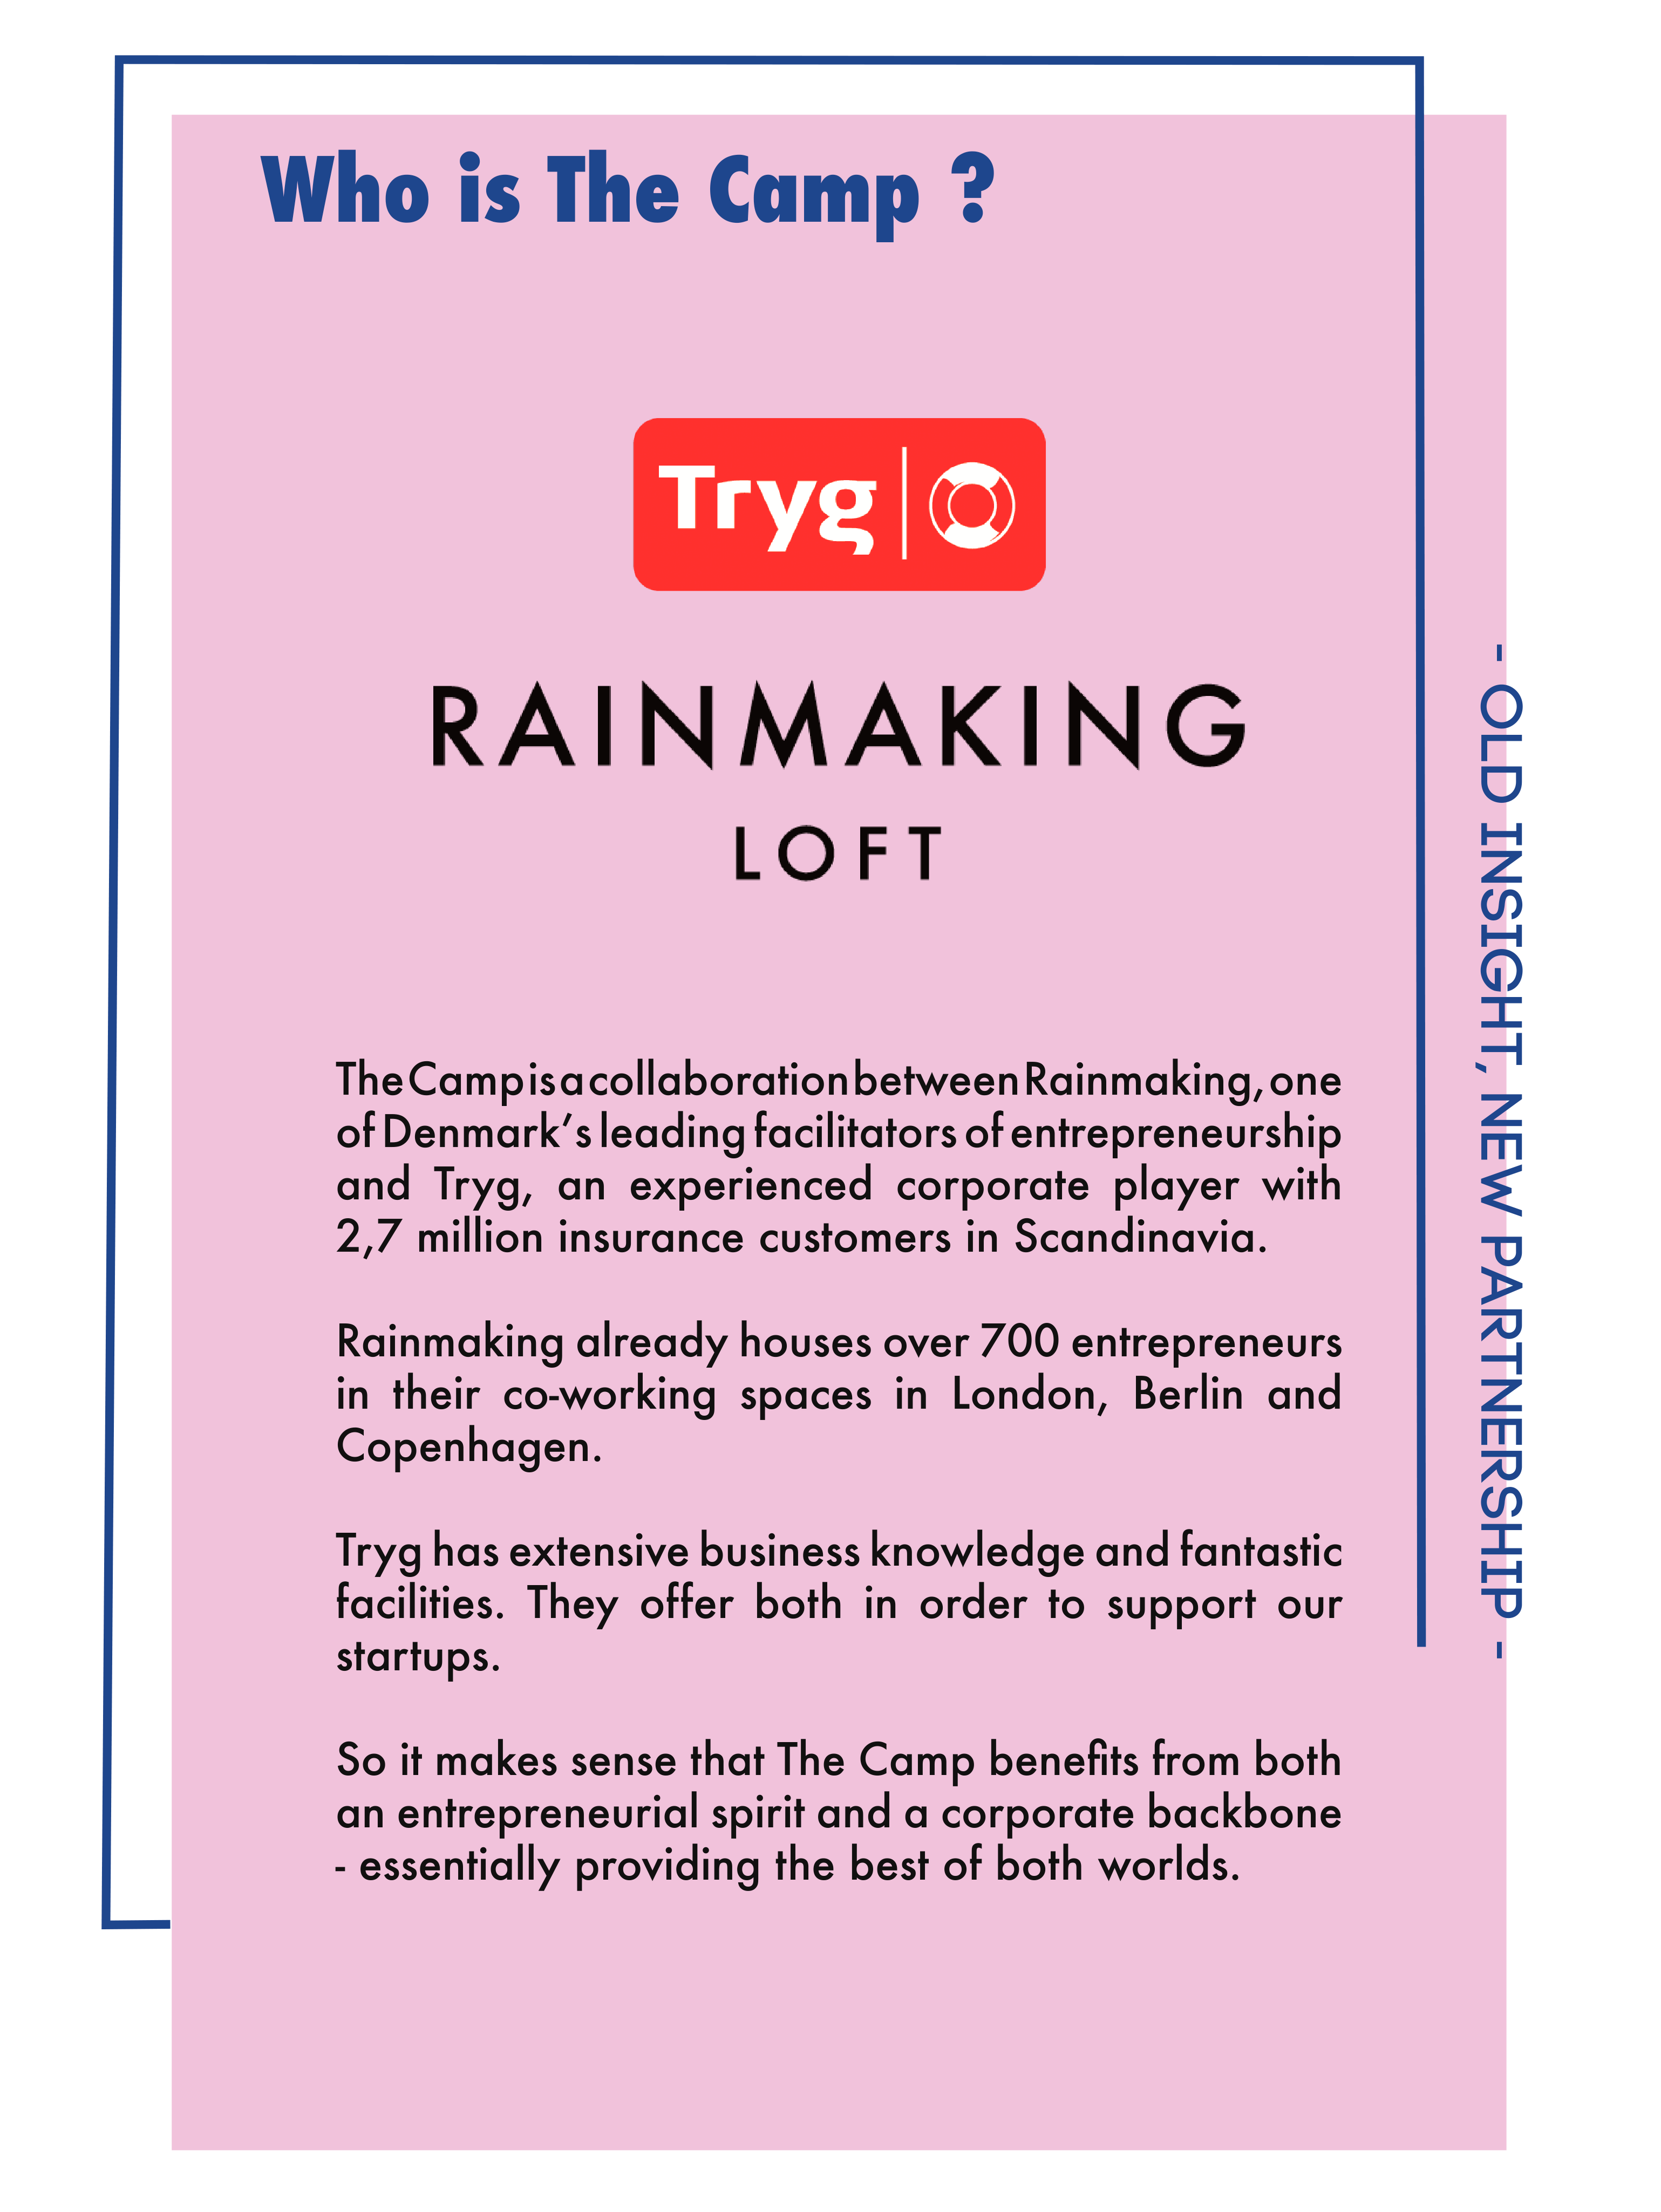 Who is The Camp ?
Tryg
RAINMAKING
LOFT
- OLD INSIGHT, NEW PARTNERSHIP -
The Camp is a collaboration between Rainmaking, one
of Denmark’s leading facilitators of entrepreneurship
and Tryg, an experienced corporate player with
2,7 million insurance customers in Scandinavia.
Rainmaking already houses over 700 entrepreneurs
in their co-working spaces in London, Berlin and
Copenhagen.
Tryg has extensive business knowledge and fantastic
facilities. They offer both in order to support our
startups.
So it makes sense that The Camp benefits from both
an entrepreneurial spirit and a corporate backbone
- essentially providing the best of both worlds.